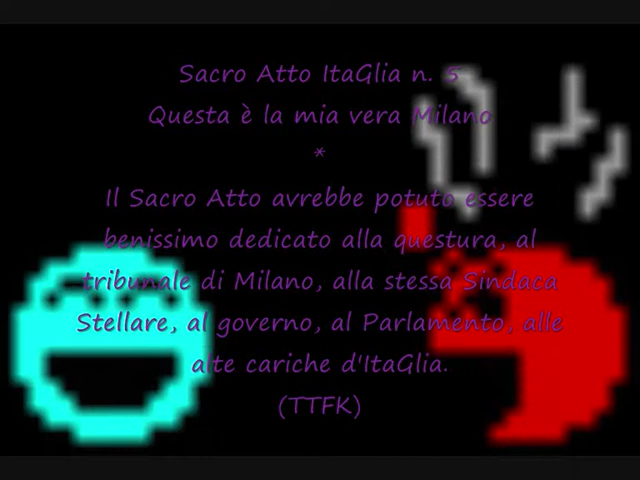 Sacro Atto ItaGlia n. 5
Questa è la mia vera Milano
*
Il Sacro Atto avrebbe potuto essere
benissimo dedicato alla questura, al
tribunale di Milano, alla stessa Sindaca
Stellare, al governo, al Parlamento, alle
alte cariche d'ItaGlia.
(TTFK)